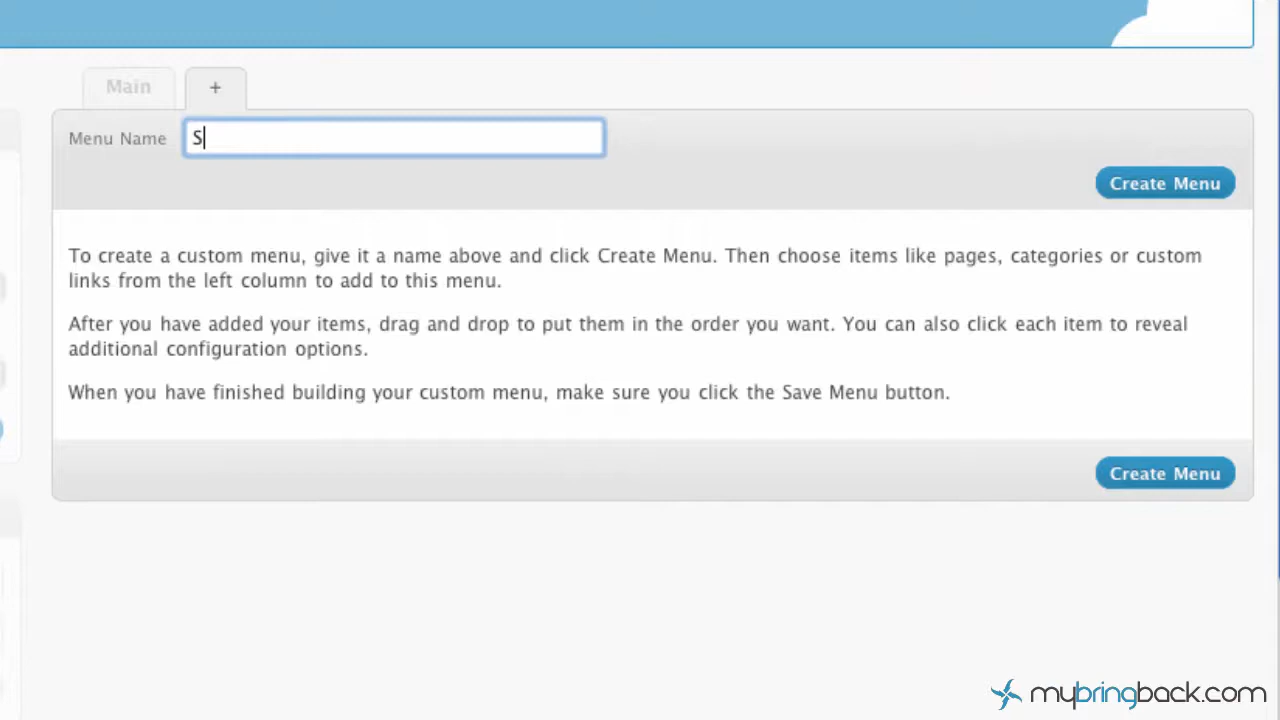 Main
+
Menu Name S
Create Menu
To create a custom menu, give it a name above and click Create Menu. Then choose items like pages, categories or custom
links from the left column to add to this menu.
After you have added your items, drag and drop to put them in the order you want. You can also click each item to reveal
additional configuration options.
When you have finished building your custom menu, make sure you click the Save Menu button.
Create Menu
mybringback.com